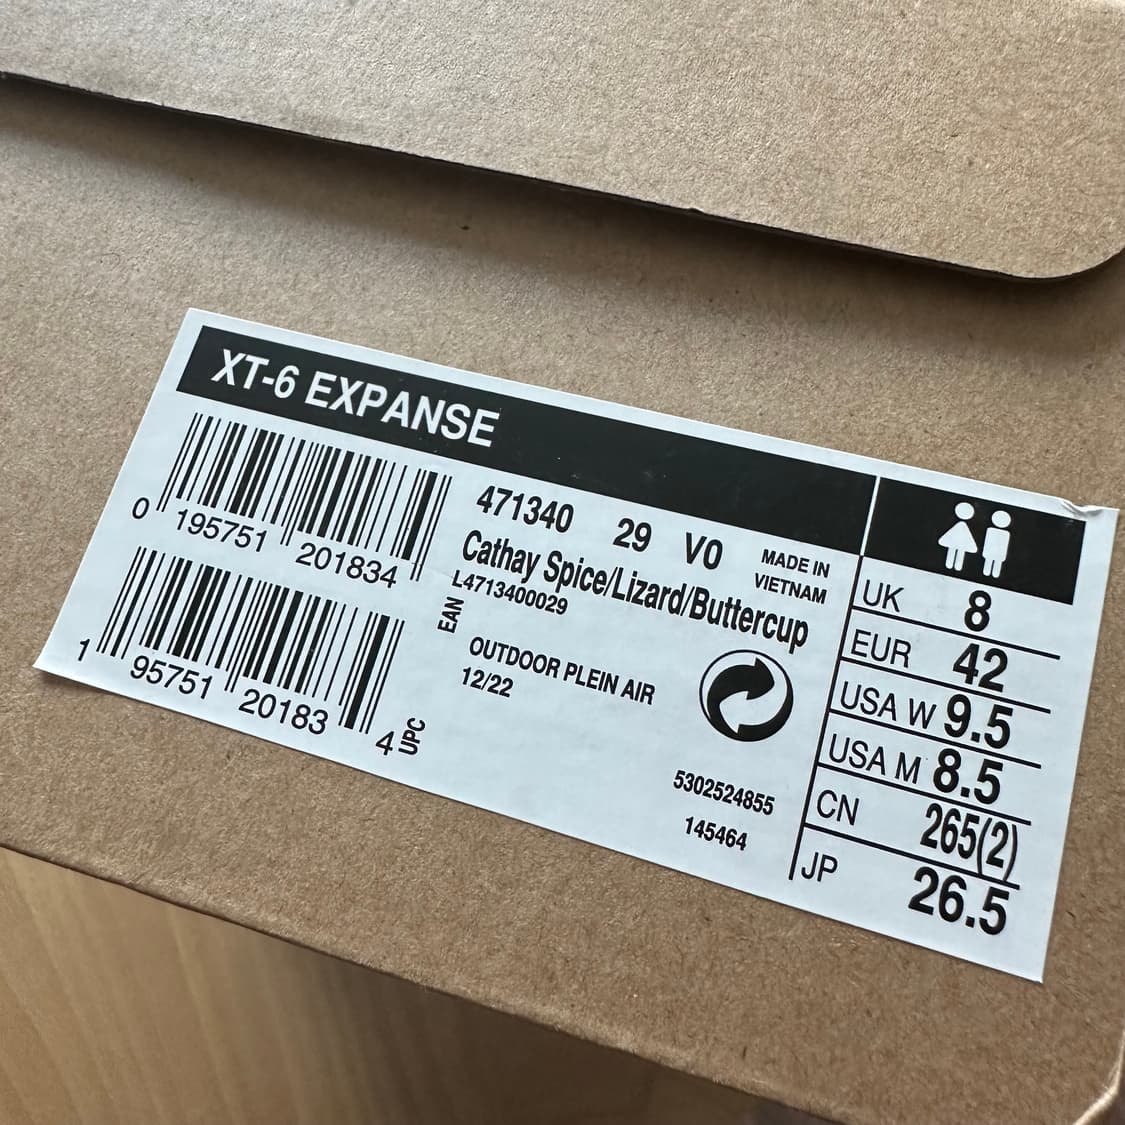 XT-6 EXPANSE
0 195751 201834
EAN
1 95751 20183 4
UPC
471340 29 V0
Cathay Spice/Lizard/Buttercup
L4713400029
MADE IN
VIETNAM
OUTDOOR PLEIN AIR
12/22
5302524855
145464
UK 8
EUR 42
USA W 9.5
USA M 8.5
CN 265(2)
JP 26.5